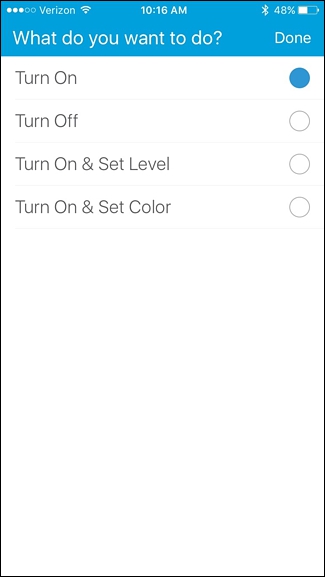 Verizon 10:16 AM 48%
What do you want to do? Done
Turn On
Turn Off
Turn On & Set Level
Turn On & Set Color